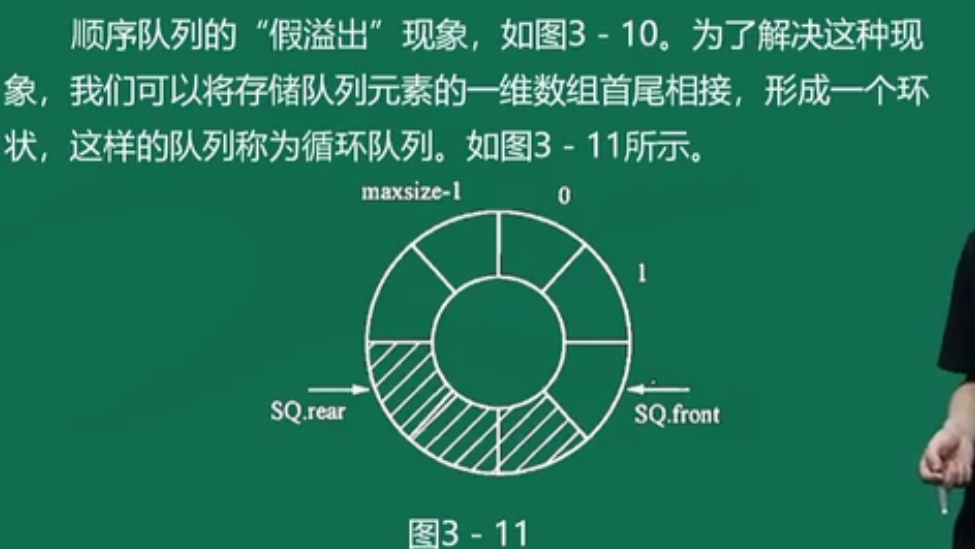 顺序队列的“假溢出”现象，如图3 - 10。为了解决这种现
象，我们可以将存储队列元素的一维数组首尾相接，形成一个环
状，这样的队列称为循环队列。如图3 - 11所示。
maxsize-1
0
1
SQ.rear
SQ.front
图3 - 11